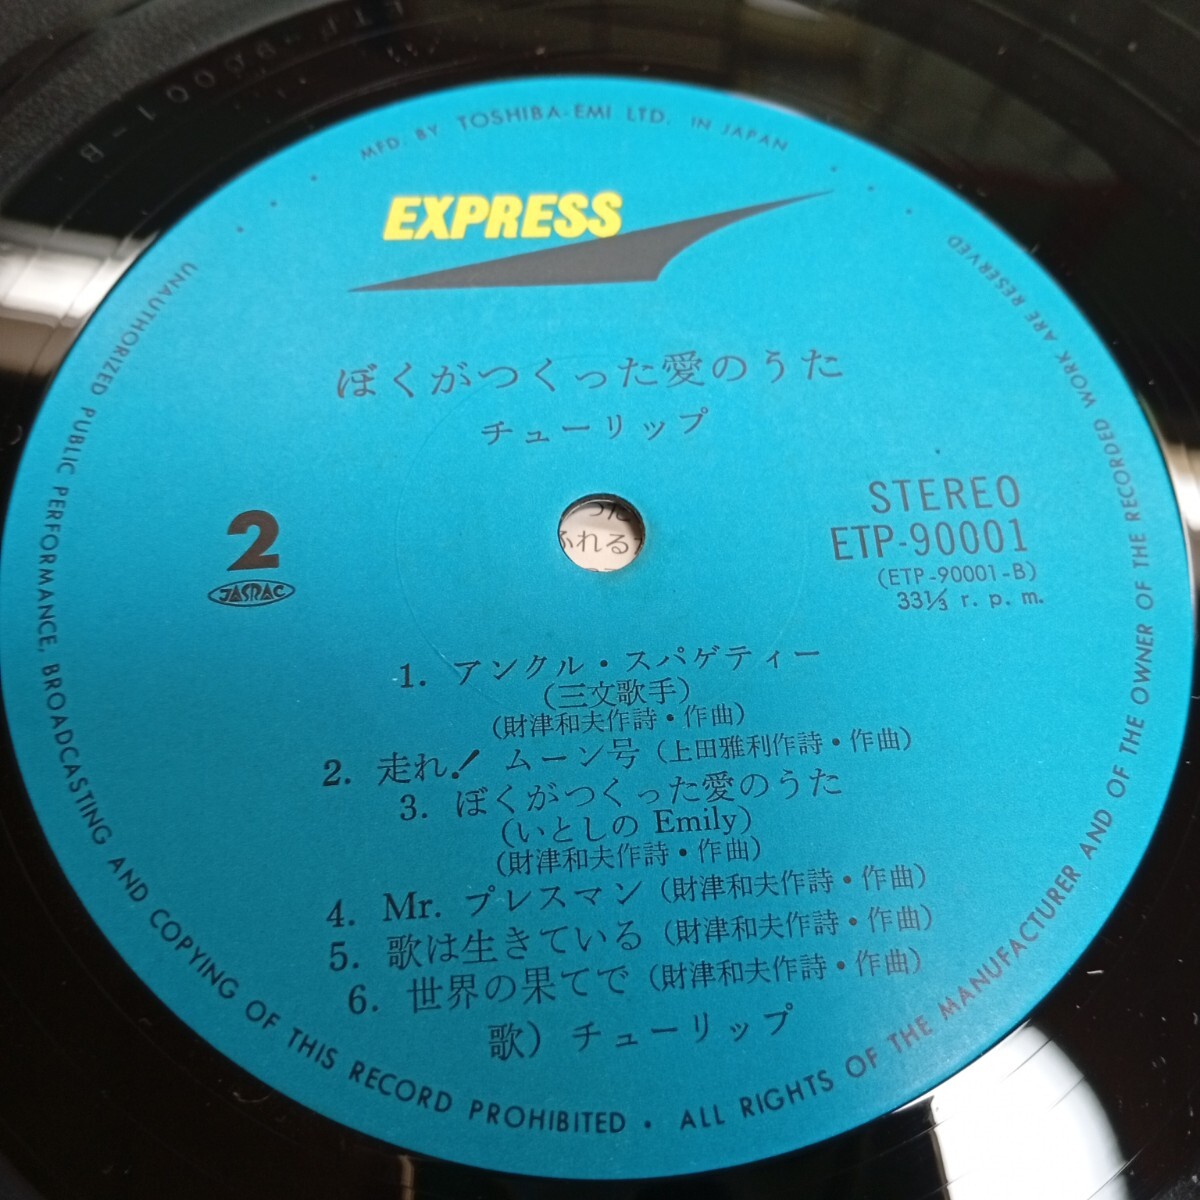 ETP-90001-B
MFD. BY TOSHIBA-EMI LTD. IN JAPAN
EXPRESS
ぼくがつくった愛のうた
チューリップ
2
JASRAC
STEREO
ETP-90001
(ETP-90001-B)
33⅓ r. p. m.
ふれる
1. アンクル・スパゲティー
(三文歌手)
(財津和夫作詩・作曲)
2. 走れ! ムーン号 (上田雅利作詩・作曲)
3. ぼくがつくった愛のうた
(いとしの Emily)
(財津和夫作詩・作曲)
4. Mr. プレスマン (財津和夫作詩・作曲)
5. 歌は生きている (財津和夫作詩・作曲)
6. 世界の果てで (財津和夫作詩・作曲)
歌) チューリップ
UNAUTHORIZED PUBLIC PERFORMANCE, BROADCASTING AND COPYING OF THIS RECORD PROHIBITED • ALL RIGHTS OF THE MANUFACTURER AND OF THE OWNER OF THE RECORDED WORK ARE RESERVED